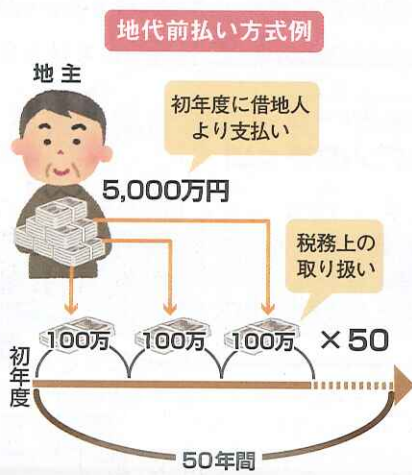 地代前払い方式例
地主
初年度に借地人
より支払い
5,000万円
税務上の
取り扱い
100万 100万 100万 ×50
初年度
50年間